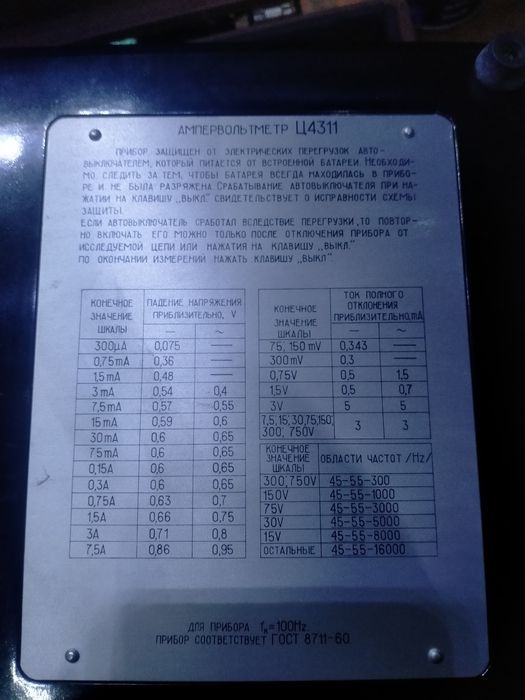 АМПЕРВОЛЬТМЕТР Ц4311
ПРИБОР ЗАЩИЩЕН ОТ ЭЛЕКТРИЧЕСКИХ ПЕРЕГРУЗОК АВТО-
ВЫКЛЮЧАТЕЛЕМ, КОТОРЫЙ ПИТАЕТСЯ ОТ ВСТРОЕННОЙ БАТАРЕИ. НЕОБХОДИ-
МО СЛЕДИТЬ ЗА ТЕМ, ЧТОБЫ БАТАРЕЯ ВСЕГДА НАХОДИЛАСЬ В ПРИБО-
РЕ И НЕ БЫЛА РАЗРЯЖЕНА. СРАБАТЫВАНИЕ АВТОВЫКЛЮЧАТЕЛЯ ПРИ НА-
ЖАТИИ НА КЛАВИШУ „ВЫКЛ" СВИДЕТЕЛЬСТВУЕТ О ИСПРАВНОСТИ СХЕМЫ
ЗАЩИТЫ.
ЕСЛИ АВТОВЫКЛЮЧАТЕЛЬ СРАБОТАЛ ВСЛЕДСТВИЕ ПЕРЕГРУЗКИ, ТО ПОВТОР-
НО ВКЛЮЧАТЬ ЕГО МОЖНО ТОЛЬКО ПОСЛЕ ОТКЛЮЧЕНИЯ ПРИБОРА ОТ
ИССЛЕДУЕМОЙ ЦЕПИ ИЛИ НАЖАТИЯ НА КЛАВИШУ „ВЫКЛ."
ПО ОКОНЧАНИИ ИЗМЕРЕНИЙ НАЖАТЬ КЛАВИШУ „ВЫКЛ"
КОНЕЧНОЕ ЗНАЧЕНИЕ ШКАЛЫ ПАДЕНИЕ НАПРЯЖЕНИЯ ПРИБЛИЗИТЕЛЬНО, V
— ~
300µA 0,075 —
0,75mA 0,36 —
1,5mA 0,48 —
3 mA 0,54 0,4
7,5mA 0,57 0,55
15mA 0,59 0,6
30mA 0,6 0,65
75mA 0,6 0,65
0,15A 0,6 0,65
0,3A 0,6 0,65
0,75A 0,63 0,7
1,5A 0,66 0,75
3A 0,71 0,8
7,5A 0,86 0,95
КОНЕЧНОЕ ЗНАЧЕНИЕ ШКАЛЫ ТОК ПОЛНОГО ОТКЛОНЕНИЯ ПРИБЛИЗИТЕЛЬНО, mA
— ~
75, 150 mV 0,343 —
300mV 0,3 —
0,75V 0,5 1,5
1,5V 0,5 0,7
3V 5 5
7,5; 15; 30; 75; 150; 300; 750V 3 3
КОНЕЧНОЕ ЗНАЧЕНИЕ ШКАЛЫ ОБЛАСТИ ЧАСТОТ /Hz/
300; 750V 45-55-300
150V 45-55-1000
75V 45-55-3000
30V 45-55-5000
15V 45-55-8000
ОСТАЛЬНЫЕ 45-55-16000
ДЛЯ ПРИБОРА fн=100Hz.
ПРИБОР СООТВЕТСТВУЕТ ГОСТ 8711-60